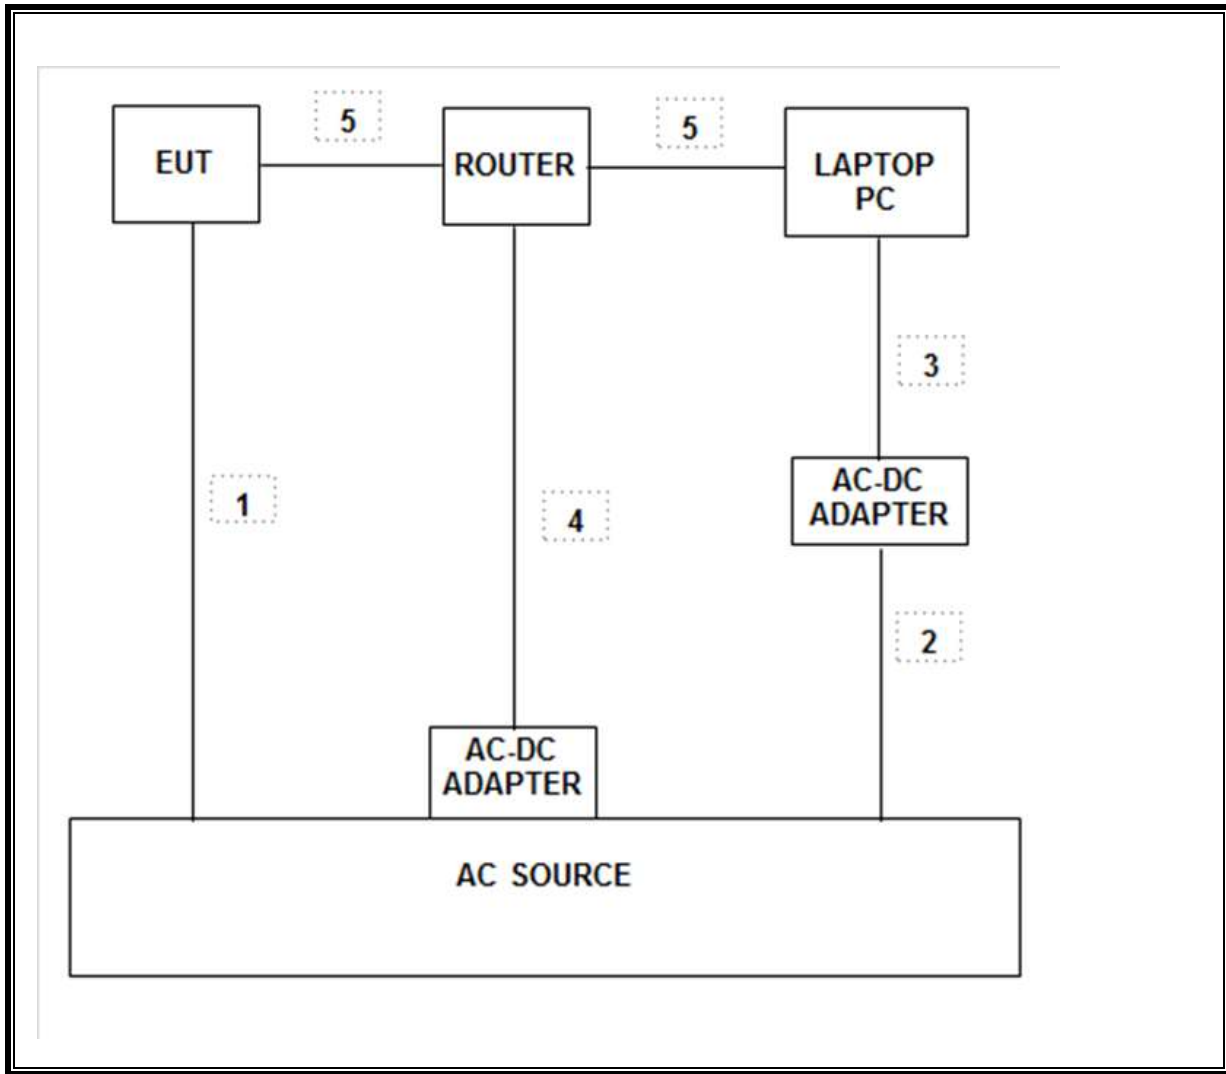 EUT
5
ROUTER
5
LAPTOP
PC
3
AC-DC
ADAPTER
1
4
2
AC-DC
ADAPTER
AC SOURCE